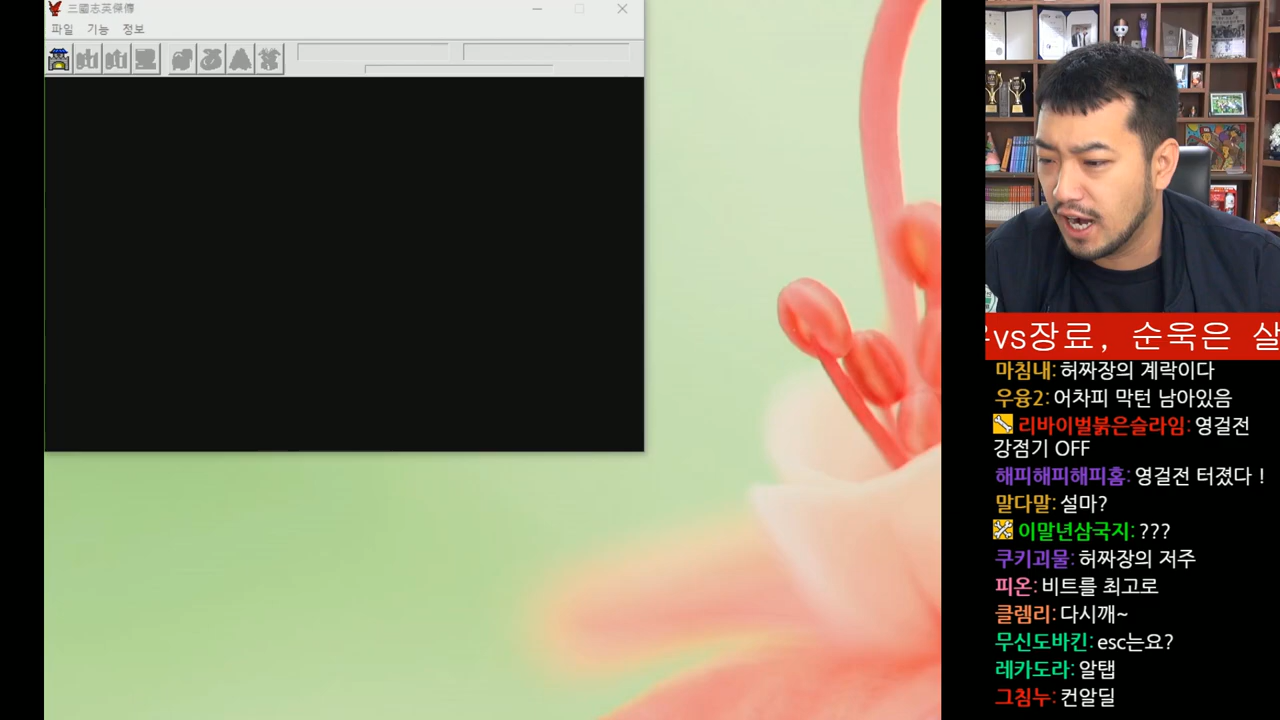 三國志英傑傳
파일 기능 정보
vs장료, 순욱은 살
마침내: 허짜장의 계락이다
우융2: 어차피 막턴 남아있음
리바이벌붉은슬라임: 영걸전
강점기 OFF
해피해피해피홈: 영걸전 터졌다 !
말다말: 설마?
이말년삼국지: ???
쿠키괴물: 허짜장의 저주
피온: 비트를 최고로
클렘리: 다시깨~
무신도바킨: esc는요?
레카도라: 알탭
그침누: 컨알딜